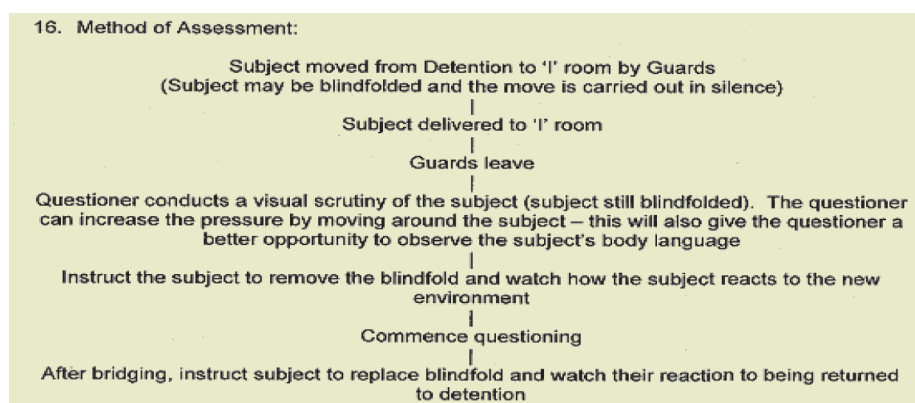 16. Method of Assessment:
Subject moved from Detention to 'I' room by Guards
(Subject may be blindfolded and the move is carried out in silence)
Subject delivered to 'I' room
Guards leave
Questioner conducts a visual scrutiny of the subject (subject still blindfolded). The questioner
can increase the pressure by moving around the subject – this will also give the questioner a
better opportunity to observe the subject's body language
Instruct the subject to remove the blindfold and watch how the subject reacts to the new
environment
Commence questioning
After bridging, instruct subject to replace blindfold and watch their reaction to being returned
to detention